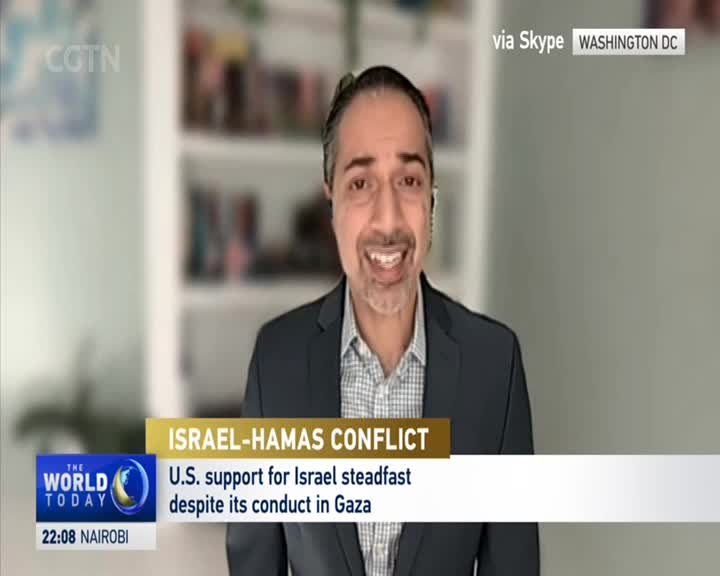 CGTN
via Skype WASHINGTON DC
ISRAEL-HAMAS CONFLICT
U.S. support for Israel steadfast
despite its conduct in Gaza
THE
WORLD
TODAY
22:08 NAIROBI